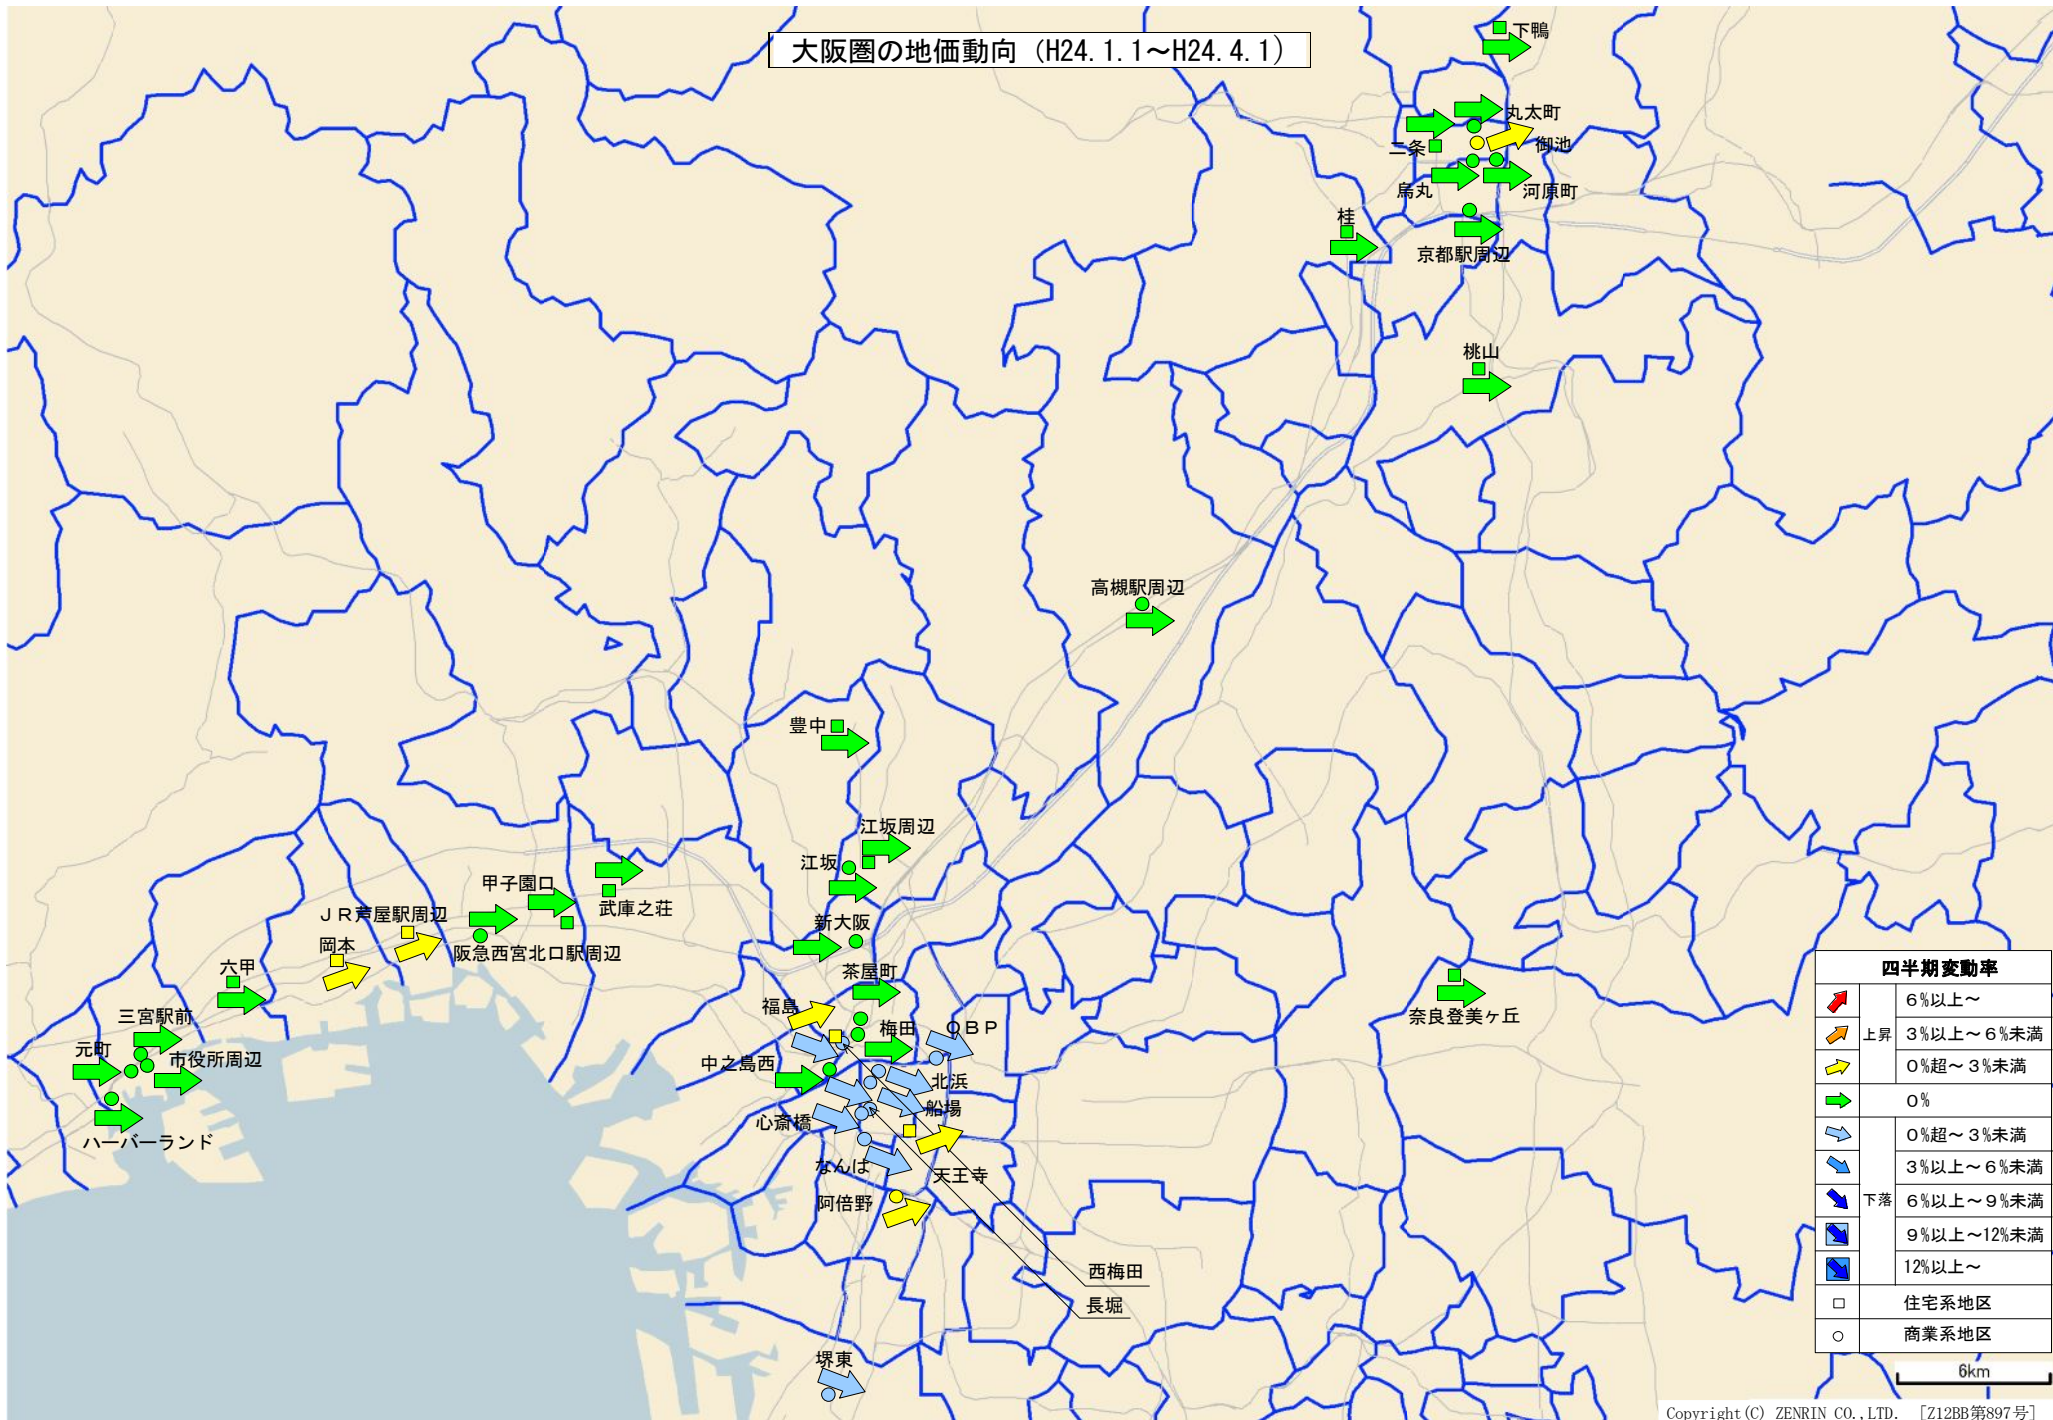 大阪圏の地価動向（H24.1.1～H24.4.1）
下鴨
丸太町
二条
御池
烏丸
河原町
桂
京都駅周辺
桃山
高槻駅周辺
豊中
江坂周辺
江坂
甲子園口
武庫之荘
ＪＲ芦屋駅周辺
岡本
阪急西宮北口駅周辺
新大阪
六甲
茶屋町
福島
三宮駅前
梅田
ＯＢＰ
元町
市役所周辺
中之島西
北浜
船場
心斎橋
ハーバーランド
なんば
天王寺
阿倍野
西梅田
長堀
堺東
奈良登美ヶ丘
四半期変動率
上昇
６%以上～
３%以上～６%未満
０%超～３%未満
０%
下落
０%超～３%未満
３%以上～６%未満
６%以上～９%未満
９%以上～12%未満
12%以上～
住宅系地区
商業系地区
6km
Copyright(C) ZENRIN CO.,LTD. [Z12BB第897号]